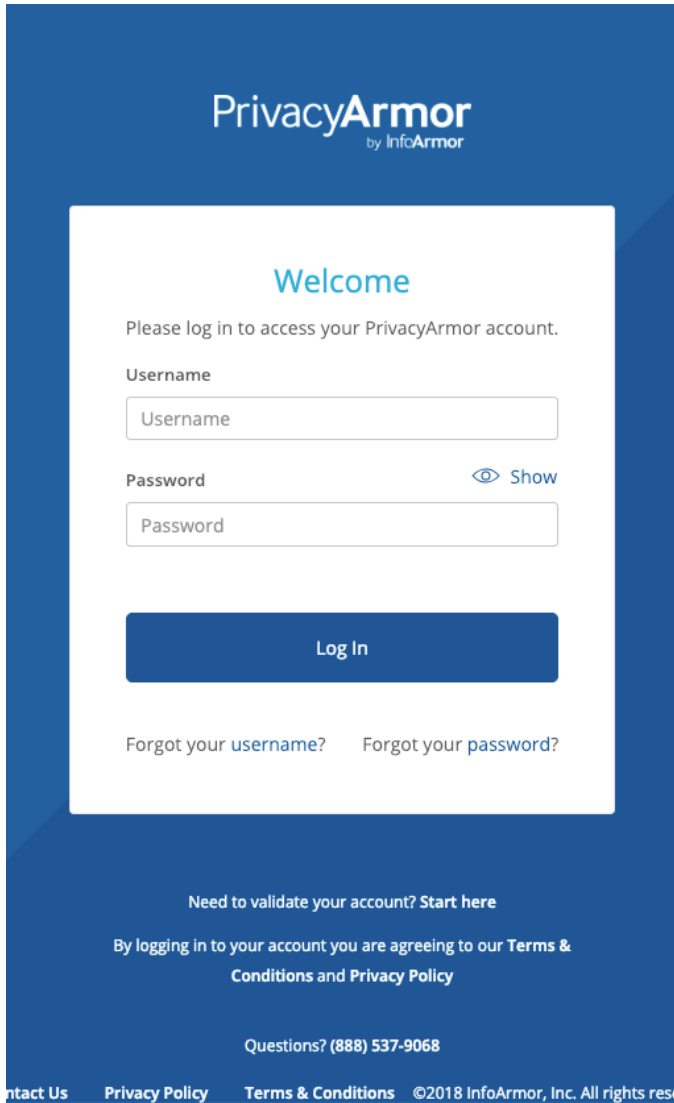 PrivacyArmor
by InfoArmor
Welcome
Please log in to access your PrivacyArmor account.
Username
Username
Password Show
Password
Log In
Forgot your username? Forgot your password?
Need to validate your account? Start here
By logging in to your account you are agreeing to our Terms &
Conditions and Privacy Policy
Questions? (888) 537-9068
ntact Us Privacy Policy Terms & Conditions ©2018 InfoArmor, Inc. All rights rese